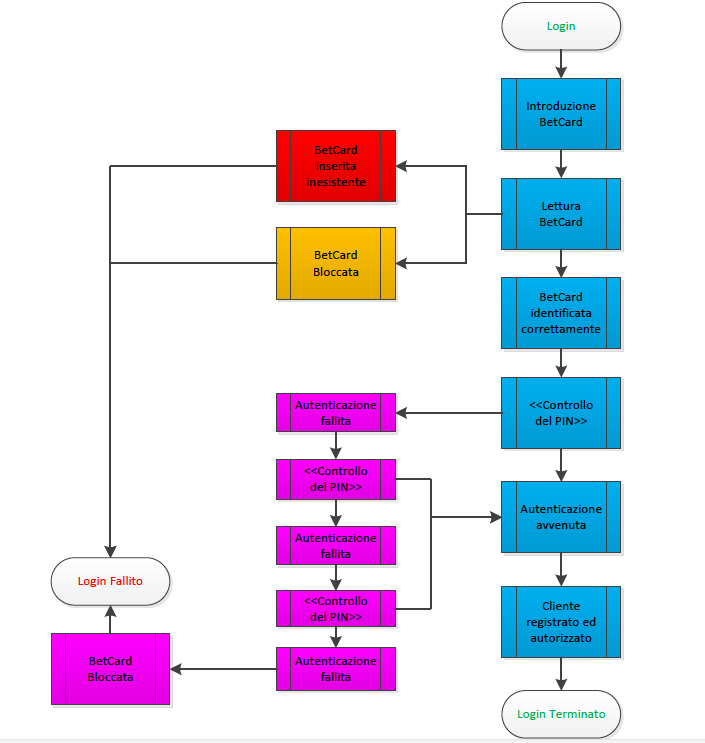 Login
Introduzione
BetCard
BetCard
inserita
inesistente
Lettura
BetCard
BetCard
Bloccata
BetCard
identificata
correttamente
<<Controllo
del PIN>>
Autenticazione
fallita
<<Controllo
del PIN>>
Autenticazione
avvenuta
Autenticazione
fallita
Login Fallito
<<Controllo
del PIN>>
Cliente
registrato ed
autorizzato
BetCard
Bloccata
Autenticazione
fallita
Login Terminato